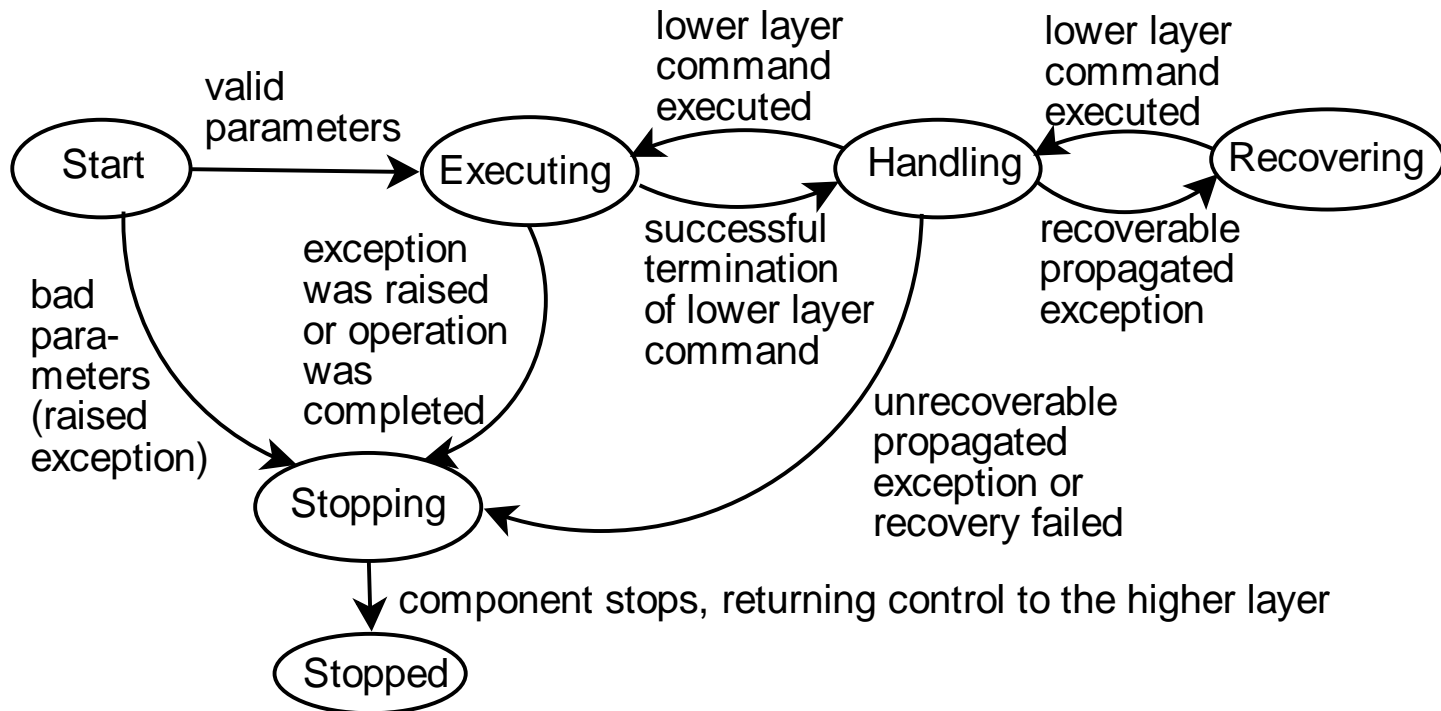 lower layer
command
executed
lower layer
command
executed
valid
parameters
Start
Executing
Handling
Recovering
successful
termination
of lower layer
command
recoverable
propagated
exception
exception
was raised
or operation
was
completed
bad
para-
meters
(raised
exception)
unrecoverable
propagated
exception or
recovery failed
Stopping
component stops, returning control to the higher layer
Stopped